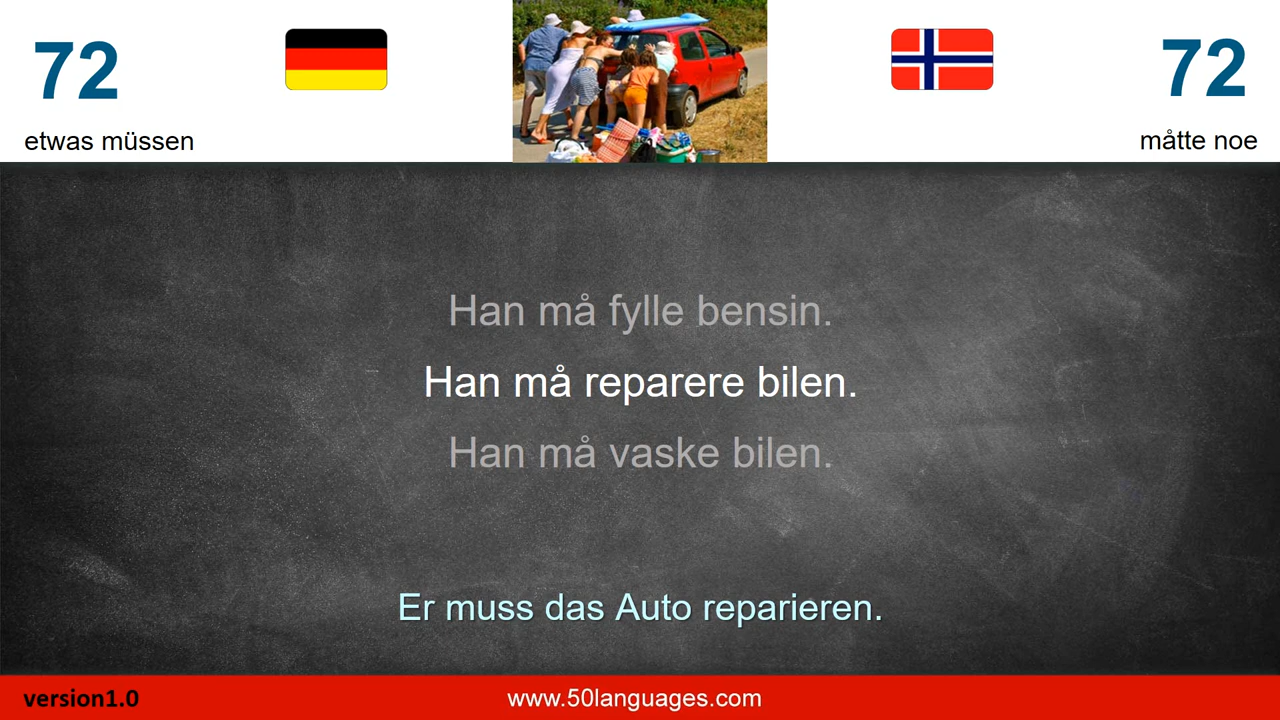 72
72
etwas müssen
måtte noe
Han må fylle bensin.
Han må reparere bilen.
Han må vaske bilen.
Er muss das Auto reparieren.
version1.0
www.50languages.com